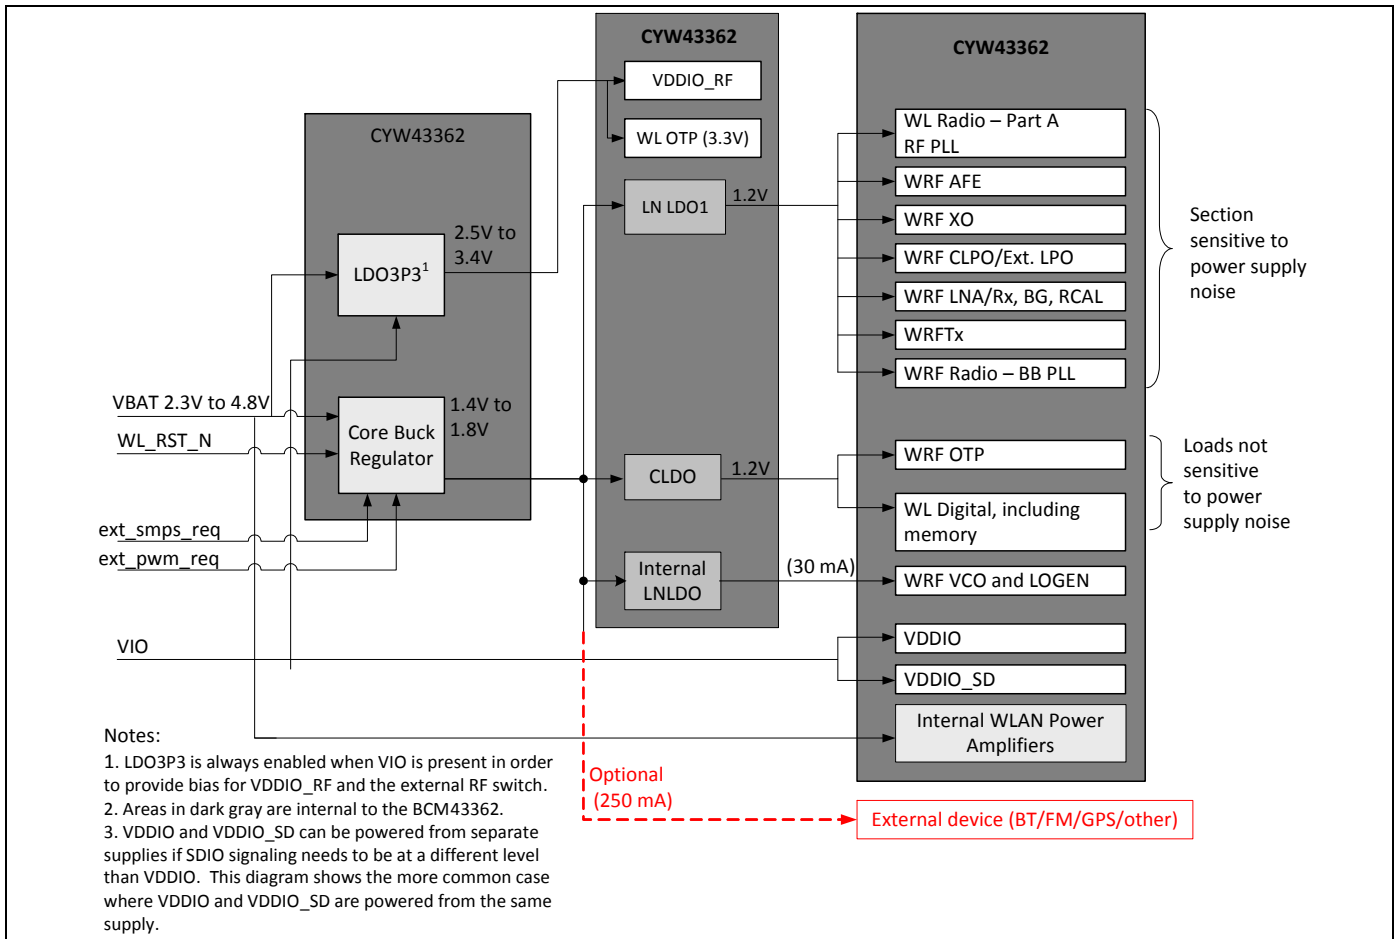 CYW43362
LDO3P3¹
2.5V to
3.4V
Core Buck
Regulator
1.4V to
1.8V
VBAT 2.3V to 4.8V
WL_RST_N
ext_smps_req
ext_pwm_req
VIO
CYW43362
VDDIO_RF
WL OTP (3.3V)
LN LDO1
1.2V
CLDO
1.2V
Internal
LNLDO
(30 mA)
CYW43362
WL Radio – Part A
RF PLL
WRF AFE
WRF XO
WRF CLPO/Ext. LPO
WRF LNA/Rx, BG, RCAL
WRFTx
WRF Radio – BB PLL
Section
sensitive to
power supply
noise
WRF OTP
WL Digital, including
memory
Loads not
sensitive
to power
supply noise
WRF VCO and LOGEN
VDDIO
VDDIO_SD
Internal WLAN Power
Amplifiers
Optional
(250 mA)
External device (BT/FM/GPS/other)
Notes:
1. LDO3P3 is always enabled when VIO is present in order
to provide bias for VDDIO_RF and the external RF switch.
2. Areas in dark gray are internal to the BCM43362.
3. VDDIO and VDDIO_SD can be powered from separate
supplies if SDIO signaling needs to be at a different level
than VDDIO.  This diagram shows the more common case
where VDDIO and VDDIO_SD are powered from the same
supply.